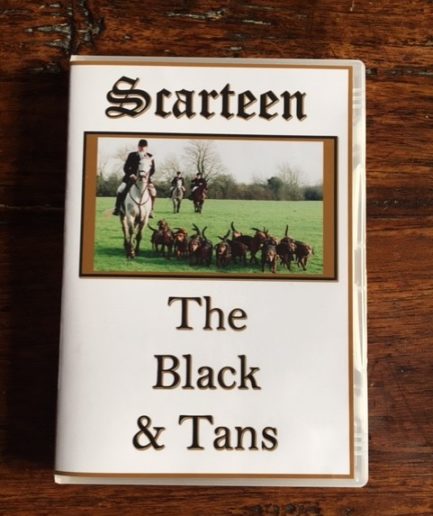 Scarteen
The
Black
& Tans